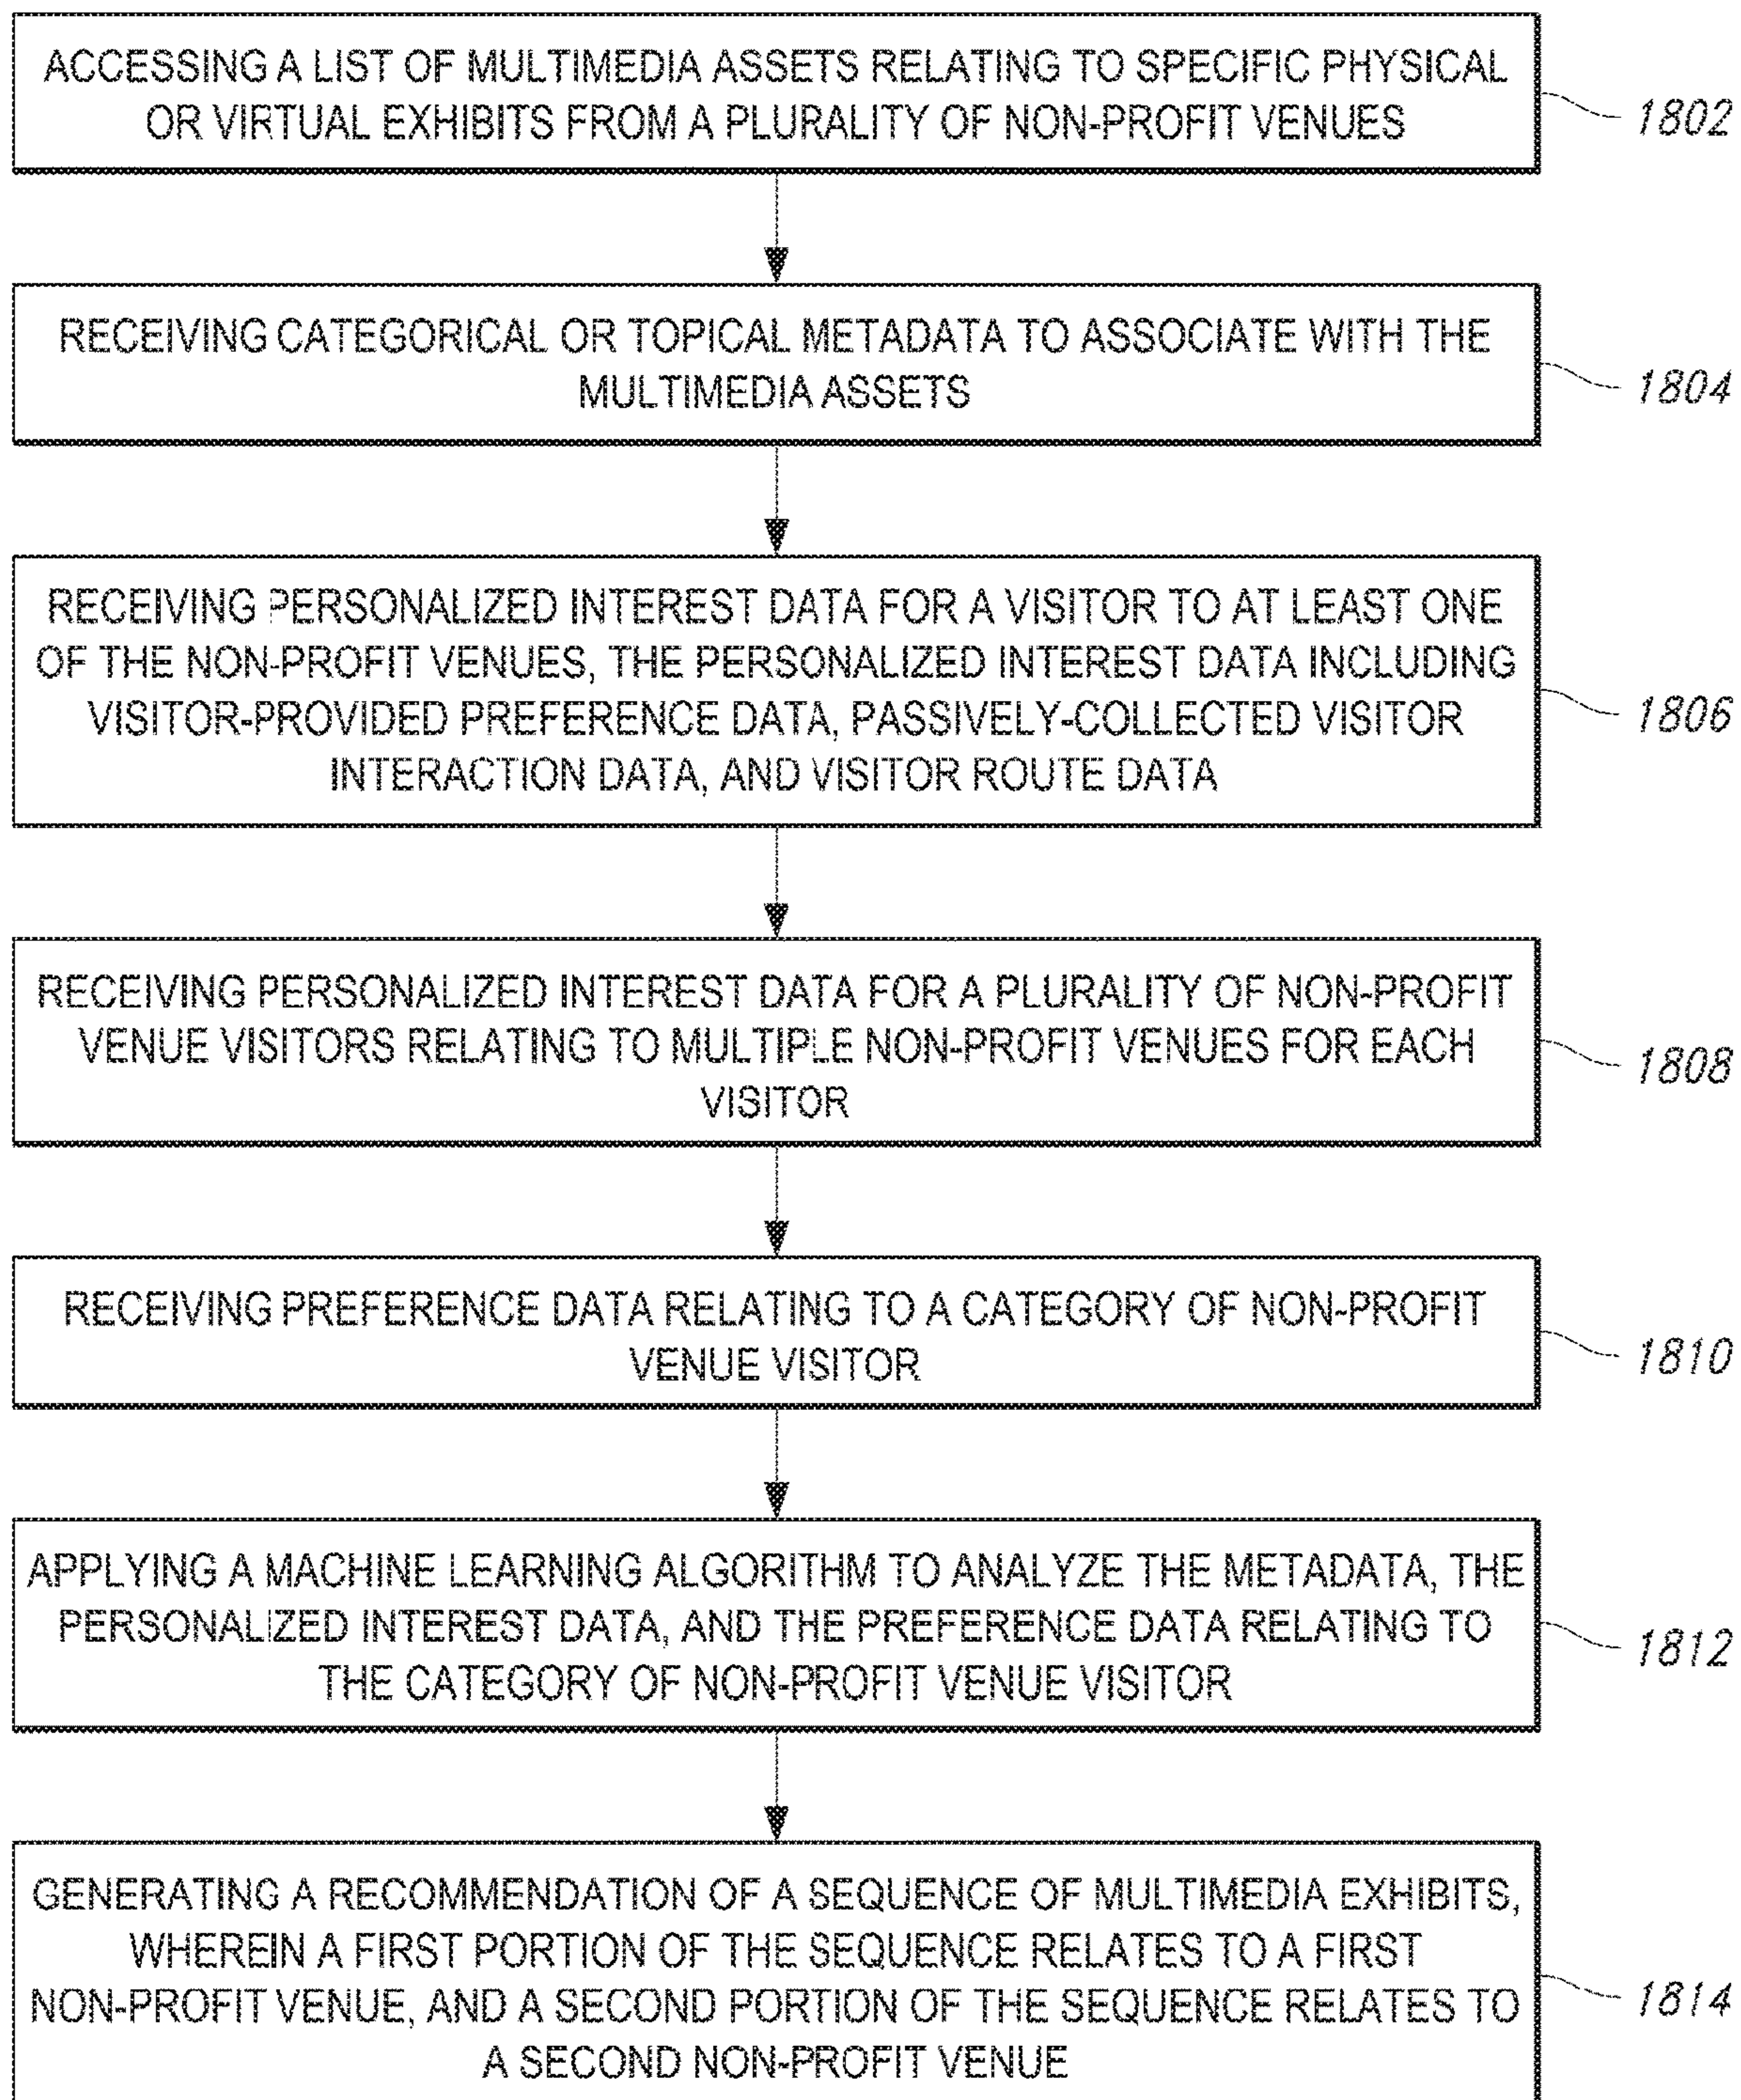 ACCESSING A LIST OF MULTIMEDIA ASSETS RELATING TO SPECIFIC PHYSICAL
OR VIRTUAL EXHIBITS FROM A PLURALITY OF NON-PROFIT VENUES
1802
RECEIVING CATEGORICAL OR TOPICAL METADATA TO ASSOCIATE WITH THE
MULTIMEDIA ASSETS
1804
RECEIVING PERSONALIZED INTEREST DATA FOR A VISITOR TO AT LEAST ONE
OF THE NON-PROFIT VENUES, THE PERSONALIZED INTEREST DATA INCLUDING
VISITOR-PROVIDED PREFERENCE DATA, PASSIVELY-COLLECTED VISITOR
INTERACTION DATA, AND VISITOR ROUTE DATA
1806
RECEIVING PERSONALIZED INTEREST DATA FOR A PLURALITY OF NON-PROFIT
VENUE VISITORS RELATING TO MULTIPLE NON-PROFIT VENUES FOR EACH
VISITOR
1808
RECEIVING PREFERENCE DATA RELATING TO A CATEGORY OF NON-PROFIT
VENUE VISITOR
1810
APPLYING A MACHINE LEARNING ALGORITHM TO ANALYZE THE METADATA, THE
PERSONALIZED INTEREST DATA, AND THE PREFERENCE DATA RELATING TO
THE CATEGORY OF NON-PROFIT VENUE VISITOR
1812
GENERATING A RECOMMENDATION OF A SEQUENCE OF MULTIMEDIA EXHIBITS,
WHEREIN A FIRST PORTION OF THE SEQUENCE RELATES TO A FIRST
NON-PROFIT VENUE, AND A SECOND PORTION OF THE SEQUENCE RELATES TO
A SECOND NON-PROFIT VENUE
1814